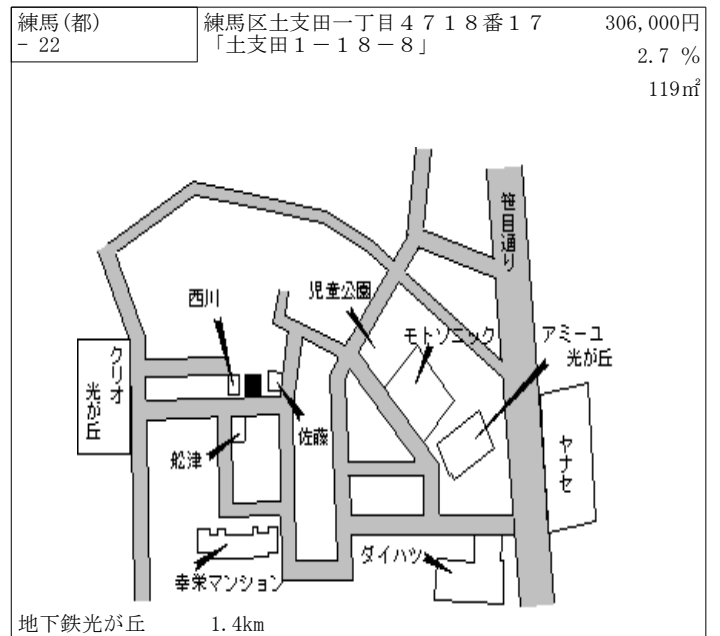 練馬(都)
- 22
練馬区土支田一丁目４７１８番１７
「土支田１－１８－８」
306,000円
2.7 %
119㎡
笹目通り
西川
児童公園
モトソニック
アミーユ
光が丘
クリオ
光が丘
佐藤
ヤナセ
舩津
ダイハツ
幸栄マンション
地下鉄光が丘
1.4km